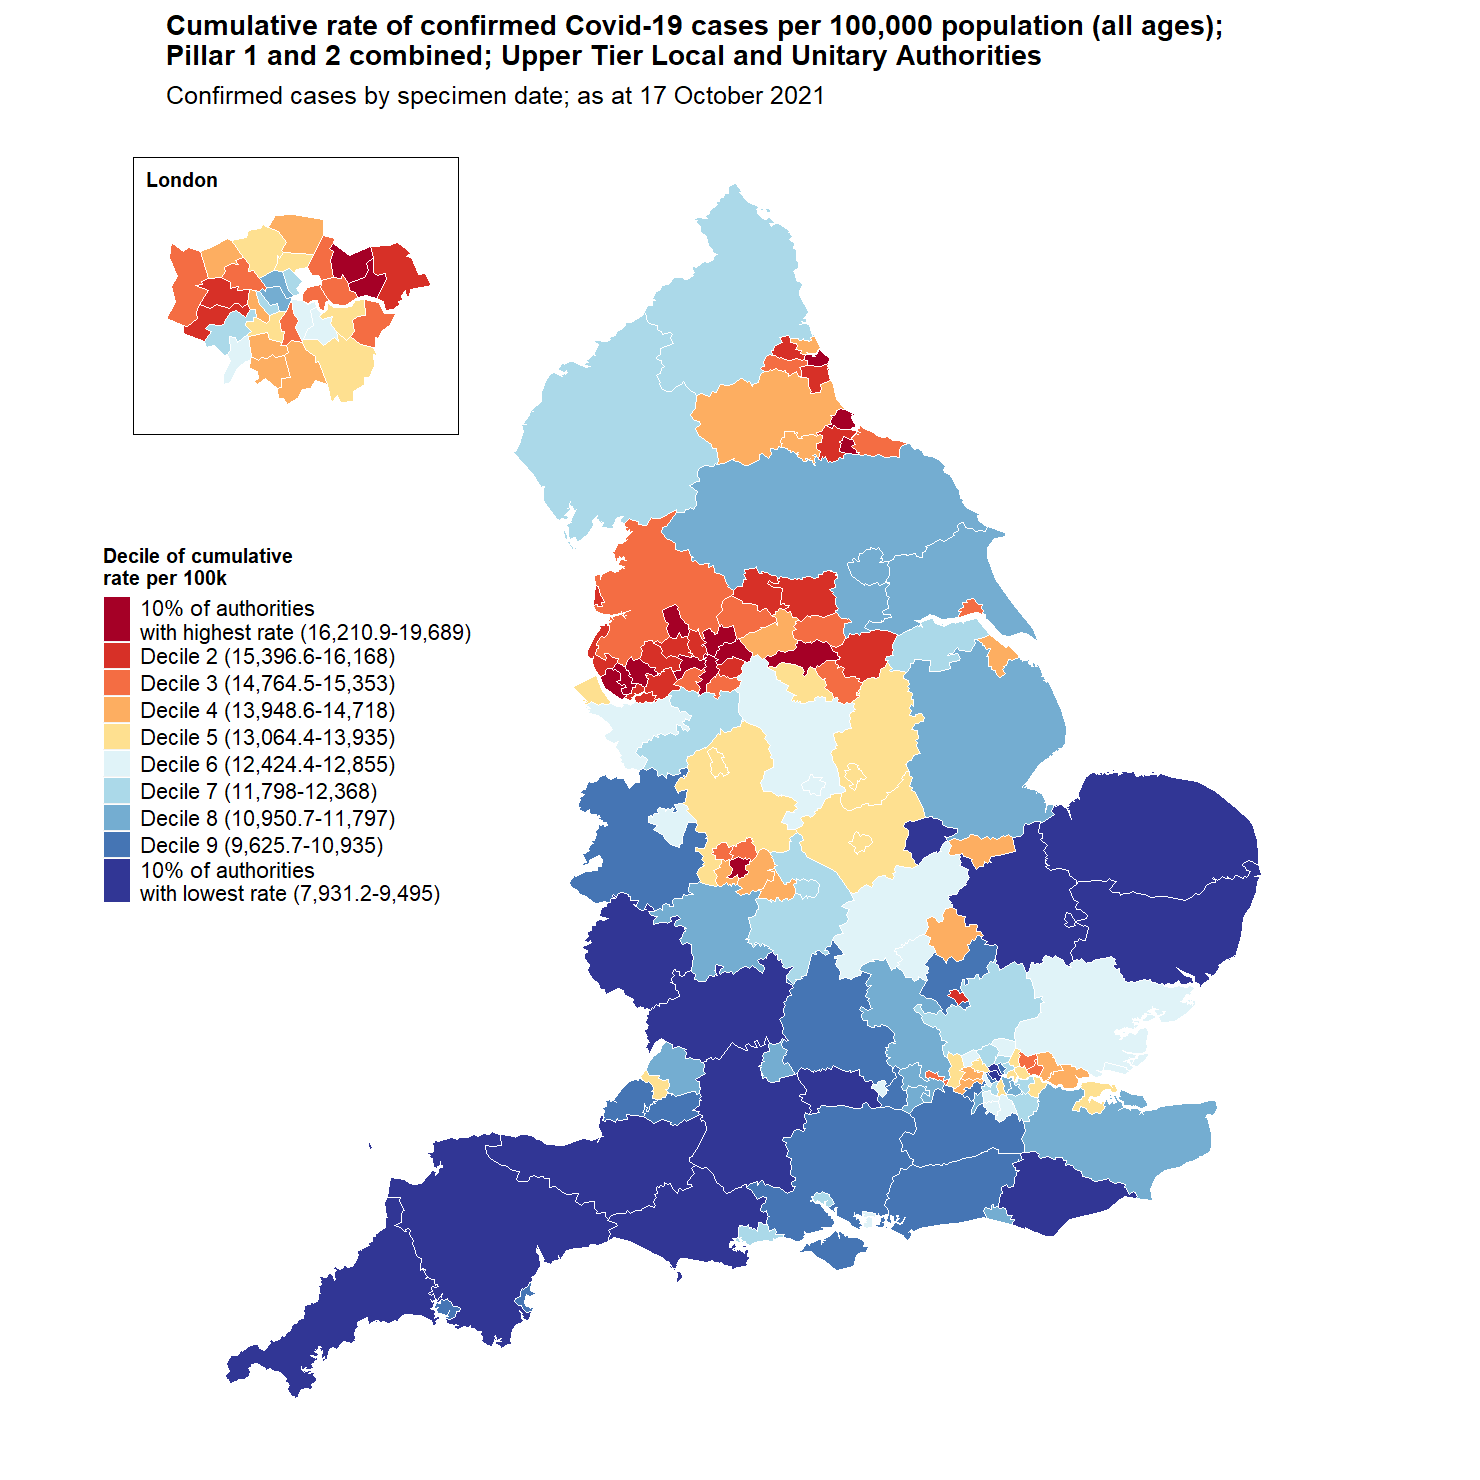 Cumulative rate of confirmed Covid-19 cases per 100,000 population (all ages);
Pillar 1 and 2 combined; Upper Tier Local and Unitary Authorities
Confirmed cases by specimen date; as at 17 October 2021
London
Decile of cumulative
rate per 100k
10% of authorities
with highest rate (16,210.9-19,689)
Decile 2 (15,396.6-16,168)
Decile 3 (14,764.5-15,353)
Decile 4 (13,948.6-14,718)
Decile 5 (13,064.4-13,935)
Decile 6 (12,424.4-12,855)
Decile 7 (11,798-12,368)
Decile 8 (10,950.7-11,797)
Decile 9 (9,625.7-10,935)
10% of authorities
with lowest rate (7,931.2-9,495)